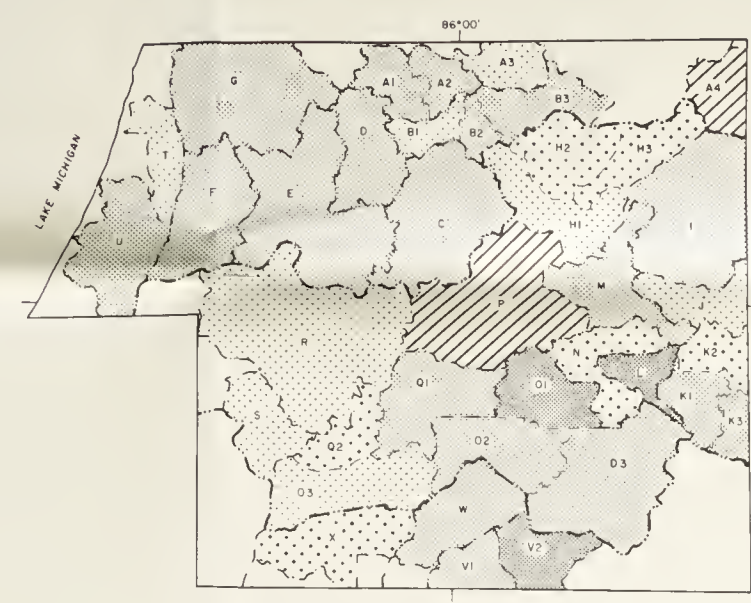 86°00'
A3
G
A1
A2
A4
B3
D
B1
B2
H2
H3
LAKE MICHIGAN
T
F
E
H1
U
C
I
M
P
J
R
N
K2
L
Q1
O1
K1
S
K3
Q2
O2
D3
O3
W
X
V2
V1